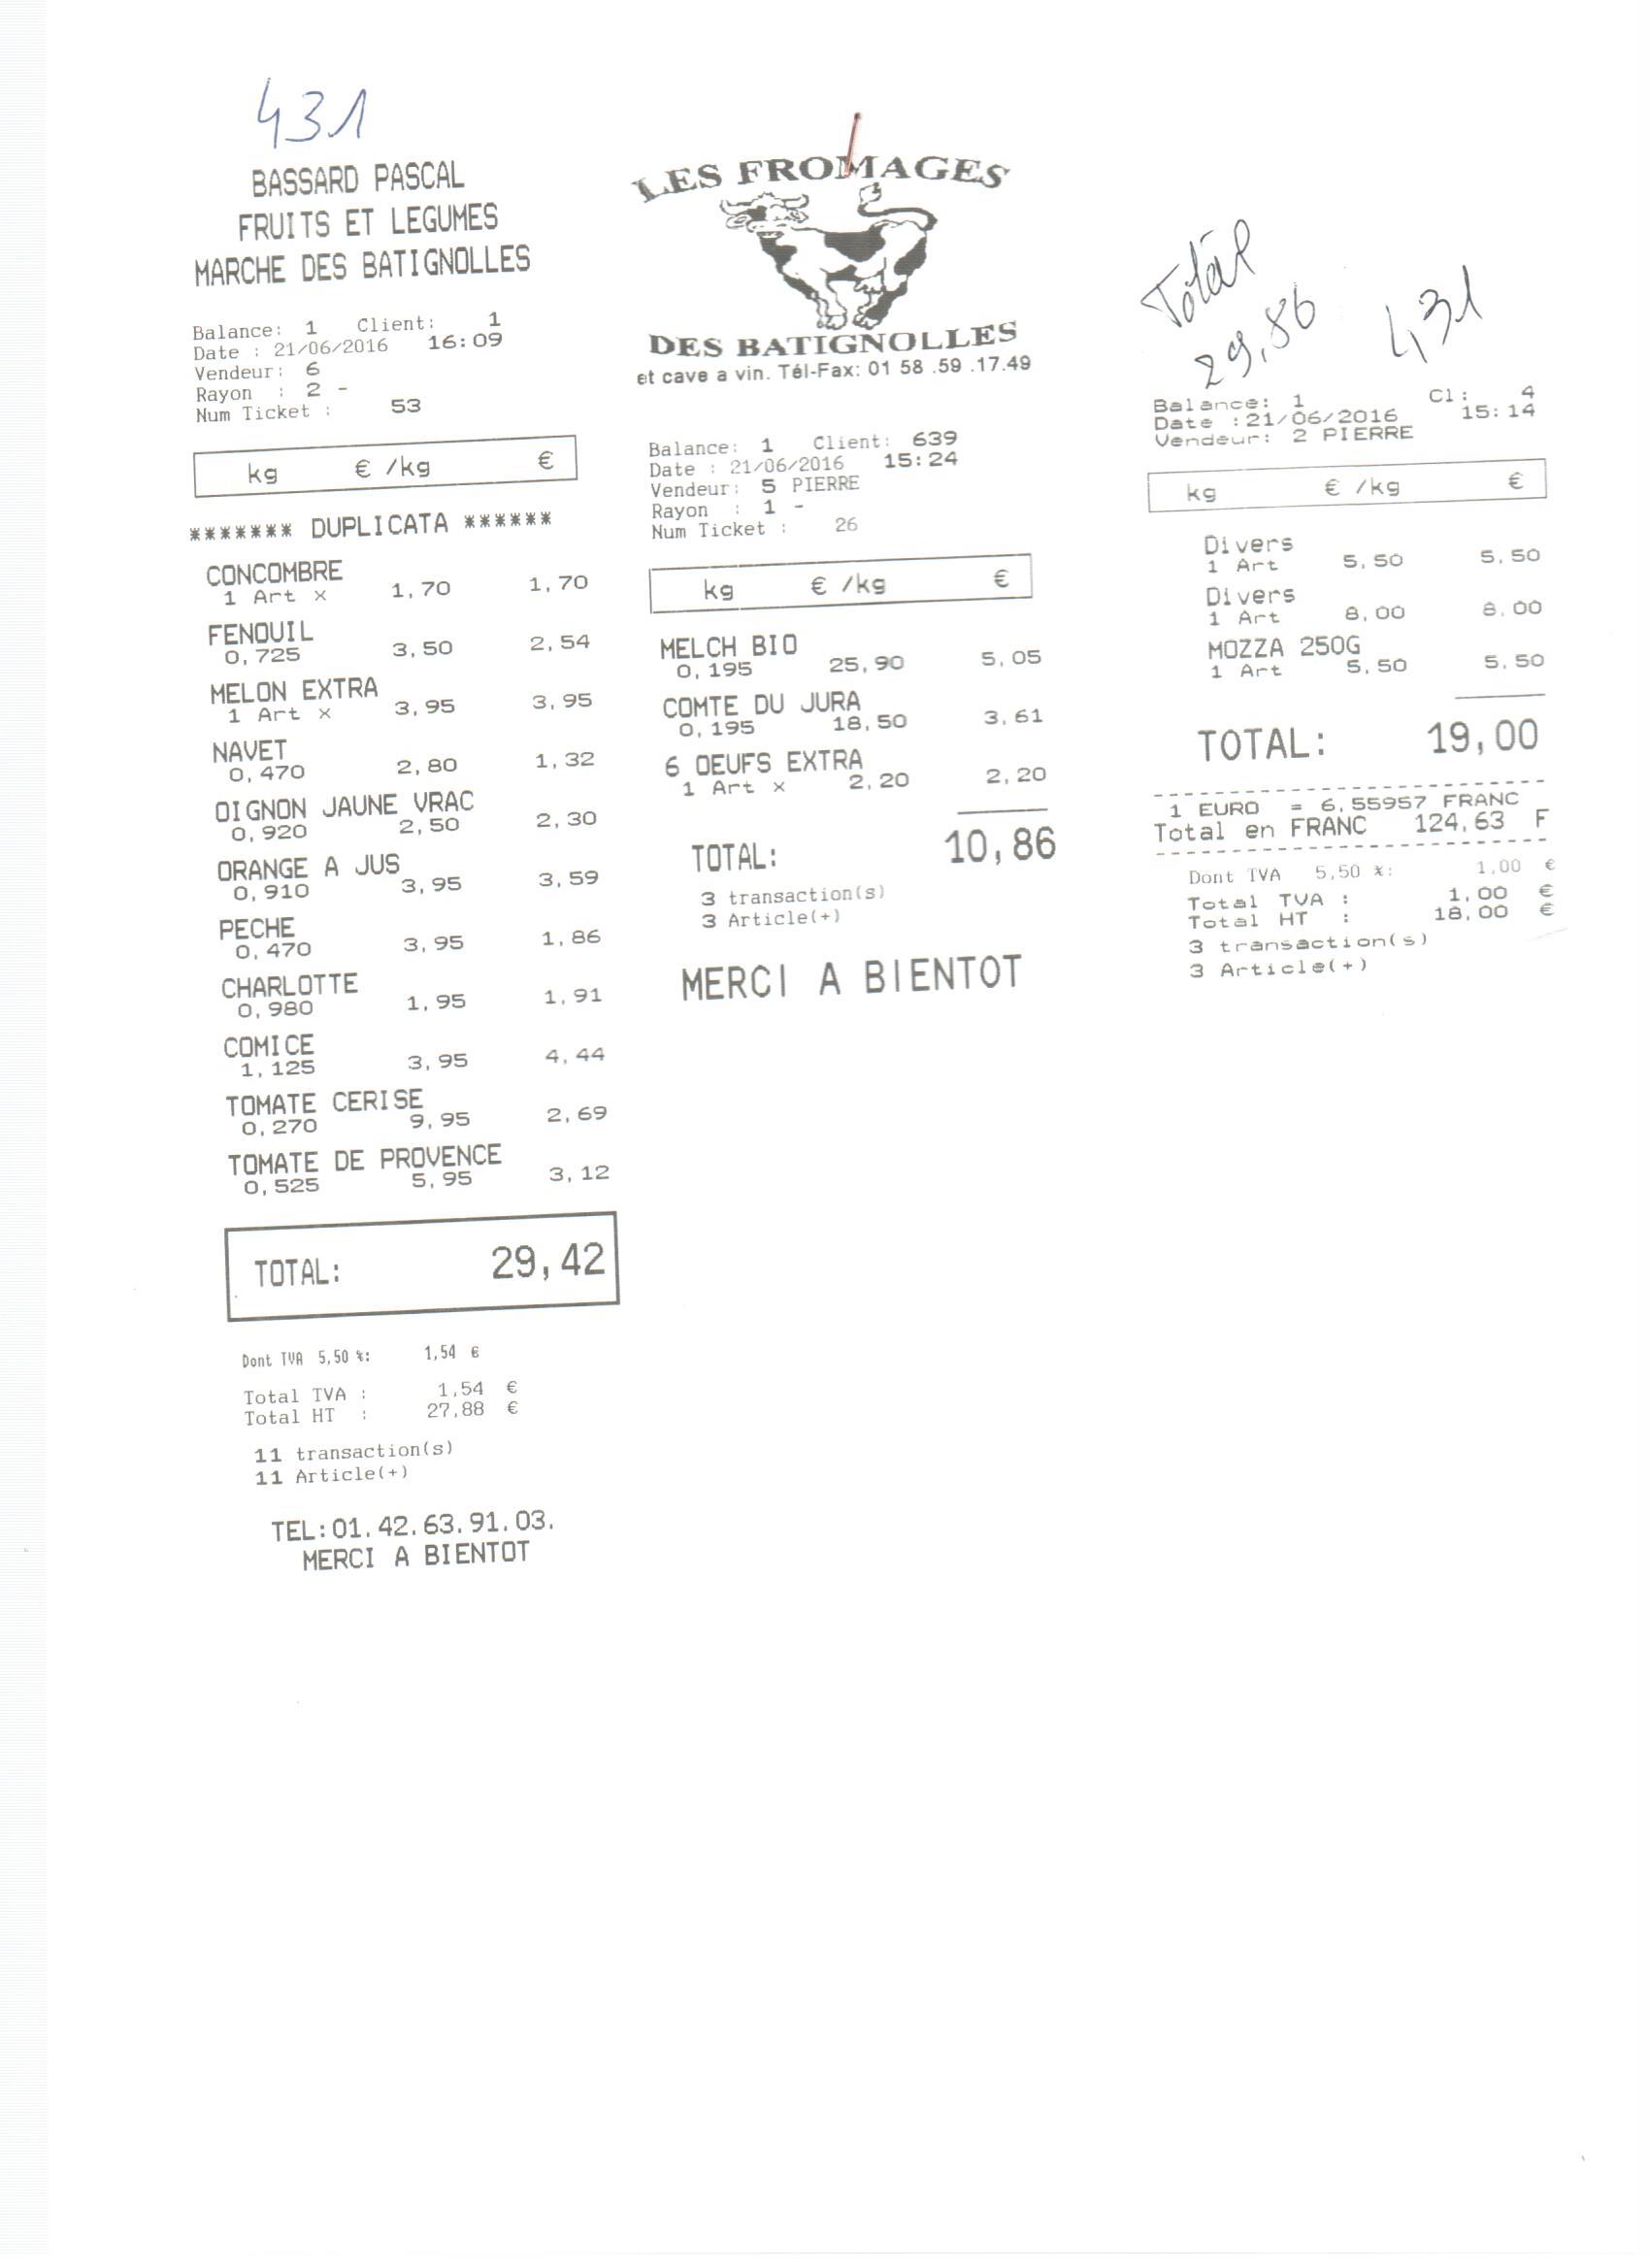 431
BASSARD PASCAL
FRUITS ET LEGUMES
MARCHE DES BATIGNOLLES
Balance: 1 Client: 1
Date : 21/06/2016 16:09
Vendeur: 6
Rayon : 2 -
Num Ticket : 53
kg € /kg €
******* DUPLICATA ******
CONCOMBRE
1 Art x 1,70 1,70
FENOUIL
0,725 3,50 2,54
MELON EXTRA
1 Art x 3,95 3,95
NAVET
0,470 2,80 1,32
OIGNON JAUNE VRAC
0,920 2,50 2,30
ORANGE A JUS
0,910 3,95 3,59
PECHE
0,470 3,95 1,86
CHARLOTTE
0,980 1,95 1,91
COMICE
1,125 3,95 4,44
TOMATE CERISE
0,270 9,95 2,69
TOMATE DE PROVENCE
0,525 5,95 3,12
TOTAL: 29,42
Dont TVA 5,50 %: 1,54 €
Total TVA : 1,54 €
Total HT : 27,88 €
11 transaction(s)
11 Article(+)
TEL:01.42.63.91.03.
MERCI A BIENTOT
LES FROMAGES
DES BATIGNOLLES
et cave a vin. Tél-Fax: 01 58 .59 .17.49
Balance: 1 Client: 639
Date : 21/06/2016 15:24
Vendeur: 5 PIERRE
Rayon : 1 -
Num Ticket : 26
kg € /kg €
MELCH BIO
0,195 25,90 5,05
COMTE DU JURA
0,195 18,50 3,61
6 OEUFS EXTRA
1 Art x 2,20 2,20
TOTAL: 10,86
3 transaction(s)
3 Article(+)
MERCI A BIENTOT
Total
29,86
431
Balance: 1 Cl: 4
Date :21/06/2016 15:14
Vendeur: 2 PIERRE
kg € /kg €
Divers
1 Art 5,50 5,50
Divers
1 Art 8,00 8.00
MOZZA 250G
1 Art 5,50 5,50
TOTAL: 19,00
1 EURO = 6,55957 FRANC
Total en FRANC 124,63 F
Dont TVA 5,50 %: 1,00 €
Total TVA : 1,00 €
Total HT : 18,00 €
3 transaction(s)
3 Article(+)